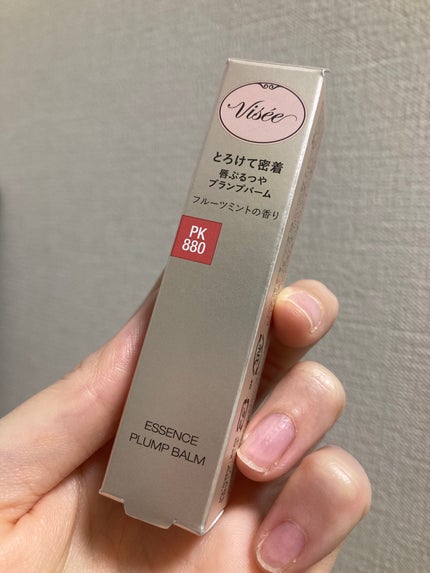 Visée
とろけて密着
唇ぷるつや
プランプバーム
フルーツミントの香り
PK
880
ESSENCE
PLUMP BALM